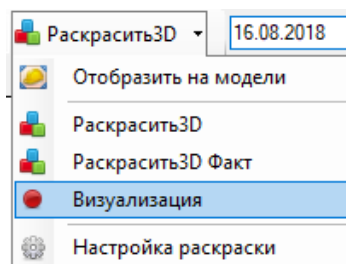 Раскрасить3D 16.08.2018
Отобразить на модели
Раскрасить3D
Раскрасить3D Факт
Визуализация
Настройка раскраски